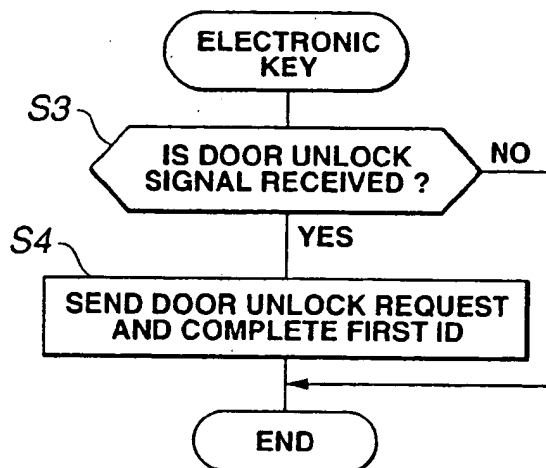 ELECTRONIC
KEY
S3
IS DOOR UNLOCK
SIGNAL RECEIVED ?
NO
YES
S4
SEND DOOR UNLOCK REQUEST
AND COMPLETE FIRST ID
END